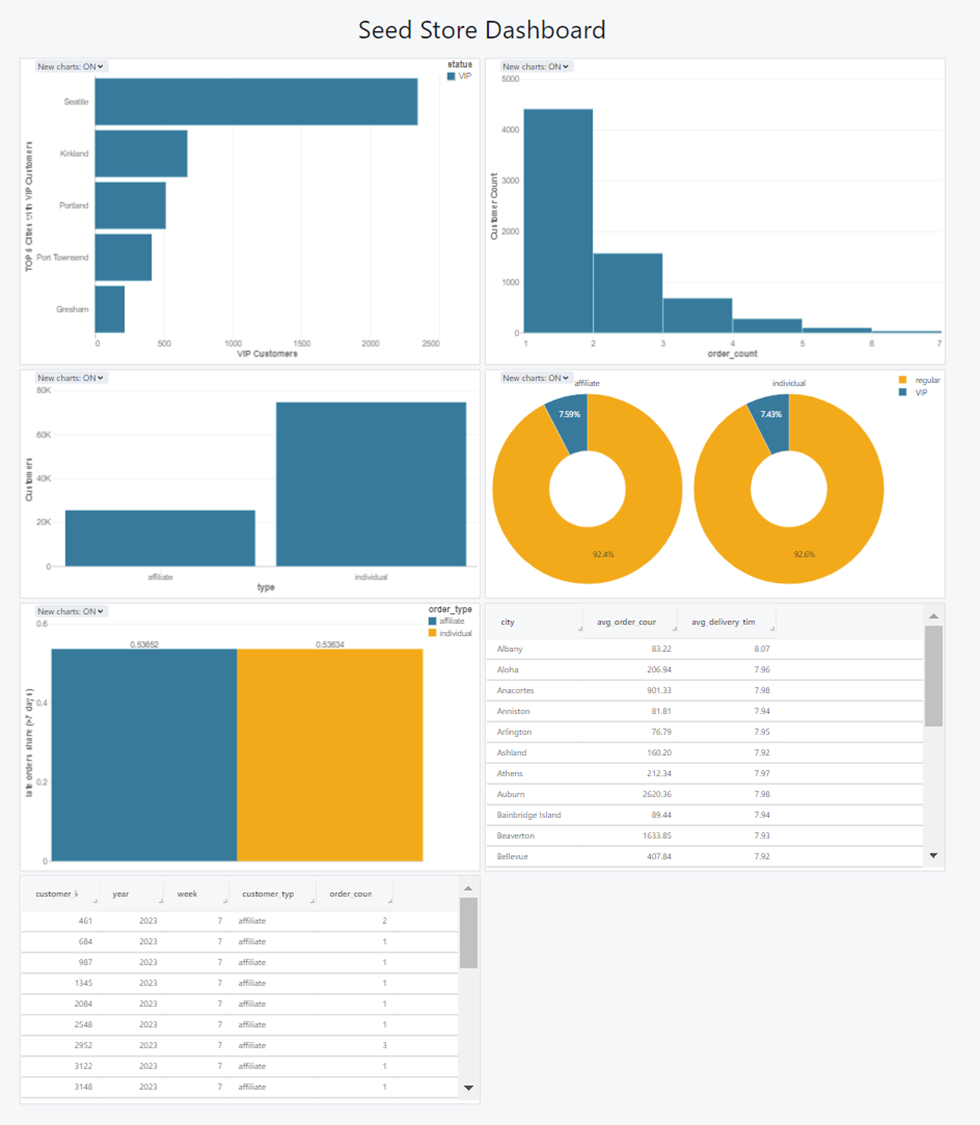 Seed Store Dashboard
New charts: ON
status
VIP
TOP 5 Cities with VIP Customers
Seattle
Kirkland
Portland
Port Townsend
Gresham
0 500 1000 1500 2000 2500
VIP Customers
New charts: ON
5000
4000
3000
2000
1000
0
Customer Count
1 2 3 4 5 6 7
order_count
New charts: ON
80K
60K
40K
20K
0
Customers
affiliate individual
type
New charts: ON
affiliate individual
regular
VIP
7.59% 7.43%
92.4% 92.6%
New charts: ON
order_type
affiliate
individual
0.6
0.4
0.2
0
late orders share (>7 days)
0.53652 0.53634
city avg_order_cour avg_delivery_tim
Albany 83.22 8.07
Aloha 206.94 7.96
Anacortes 901.33 7.98
Anniston 81.81 7.94
Arlington 76.79 7.95
Ashland 160.20 7.92
Athens 212.34 7.97
Auburn 2620.36 7.98
Bainbridge Island 89.44 7.94
Beaverton 1633.85 7.93
Bellevue 407.84 7.92
customer_i year week customer_typ order_coun
461 2023 7 affiliate 2
684 2023 7 affiliate 1
987 2023 7 affiliate 1
1345 2023 7 affiliate 1
2084 2023 7 affiliate 1
2548 2023 7 affiliate 1
2952 2023 7 affiliate 3
3122 2023 7 affiliate 1
3148 2023 7 affiliate 1